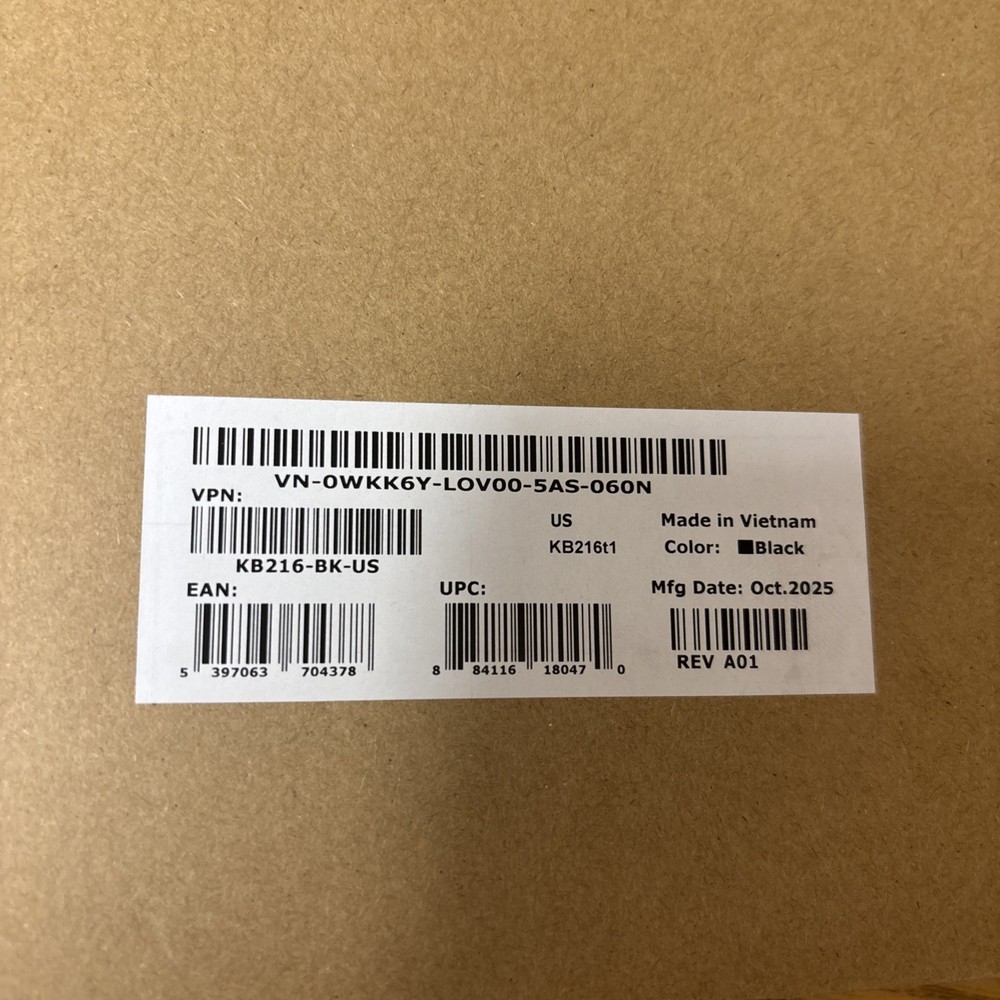 VN-0WKK6Y-LOV00-5AS-060N
VPN:
KB216-BK-US
US
KB216t1
Made in Vietnam
Color: Black
EAN:
5 397063 704378
UPC:
8 84116 18047 0
Mfg Date: Oct.2025
REV A01